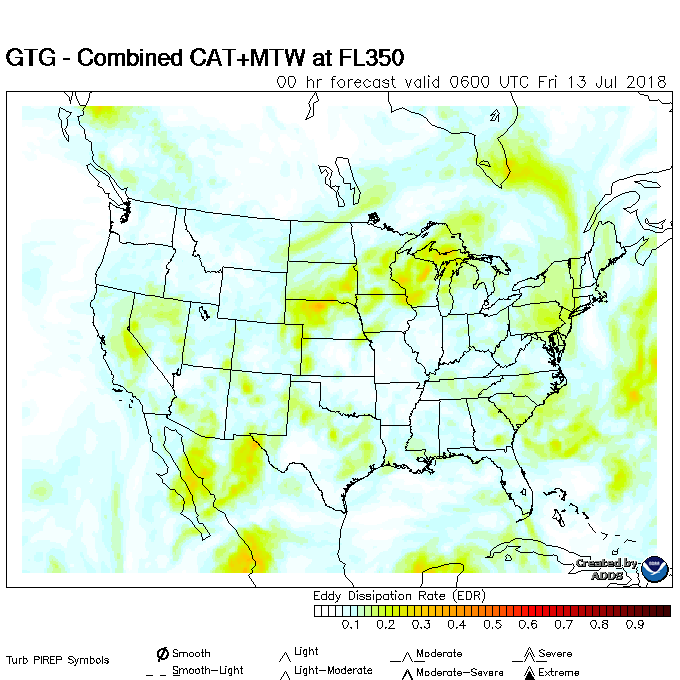 GTG - Combined CAT+MTW at FL350
00 hr forecast valid 0600 UTC Fri 13 Jul 2018
Created by
ADDS
Eddy Dissipation Rate (EDR)
0.1 0.2 0.3 0.4 0.5 0.6 0.7 0.8 0.9
Turb PIREP Symbols
Smooth Light Moderate Severe
Smooth-Light Light-Moderate Moderate-Severe Extreme